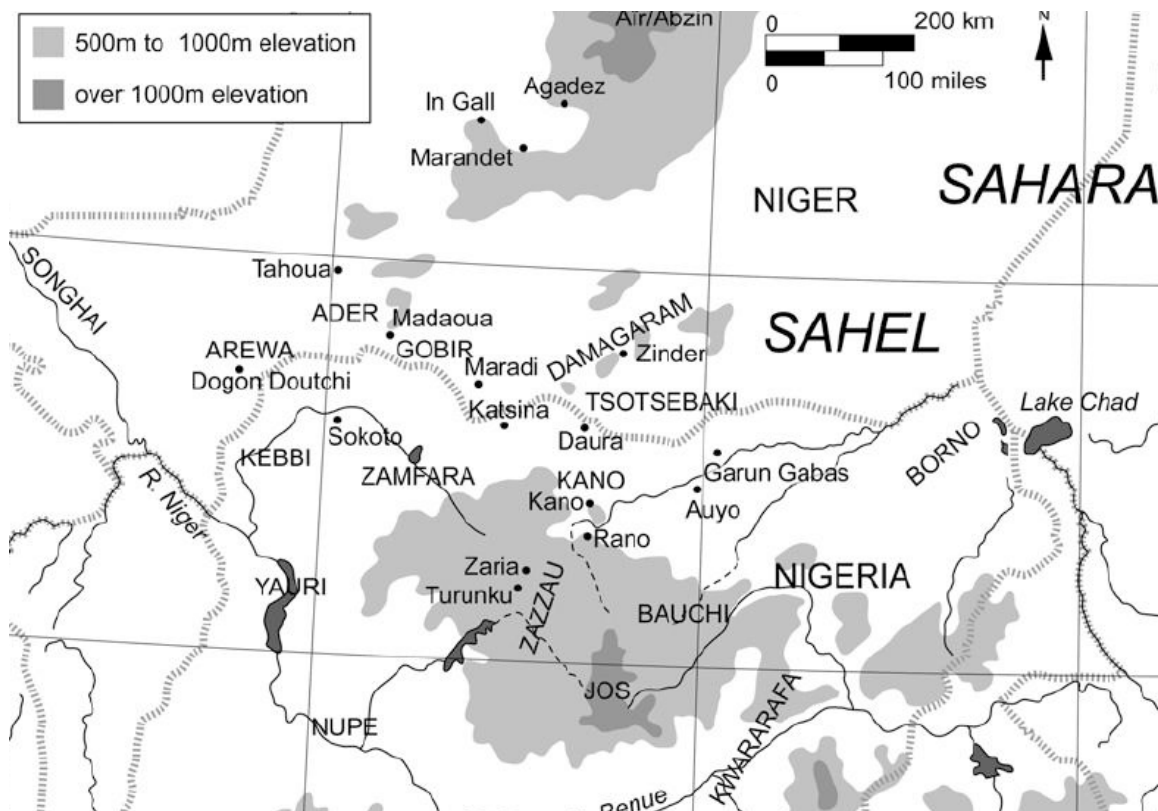 500m to 1000m elevation
over 1000m elevation
Aïr/Abzin
0 200 km
0 100 miles
N
Agadez
In Gall
Marandet
NIGER
SAHARA
SONGHAI
Tahoua
ADER
Madaoua
GOBIR
DAMAGARAM
SAHEL
AREWA
Dogon Doutchi
Maradi
Zinder
Katsina
TSOTSEBAKI
Lake Chad
Sokoto
Daura
KEBBI
ZAMFARA
BORNO
KANO
Garun Gabas
Kano
Auyo
R. Niger
Rano
Zaria
YAURI
Turunku
ZAZZAU
BAUCHI
NIGERIA
JOS
NUPE
KWARARAFA
Benue